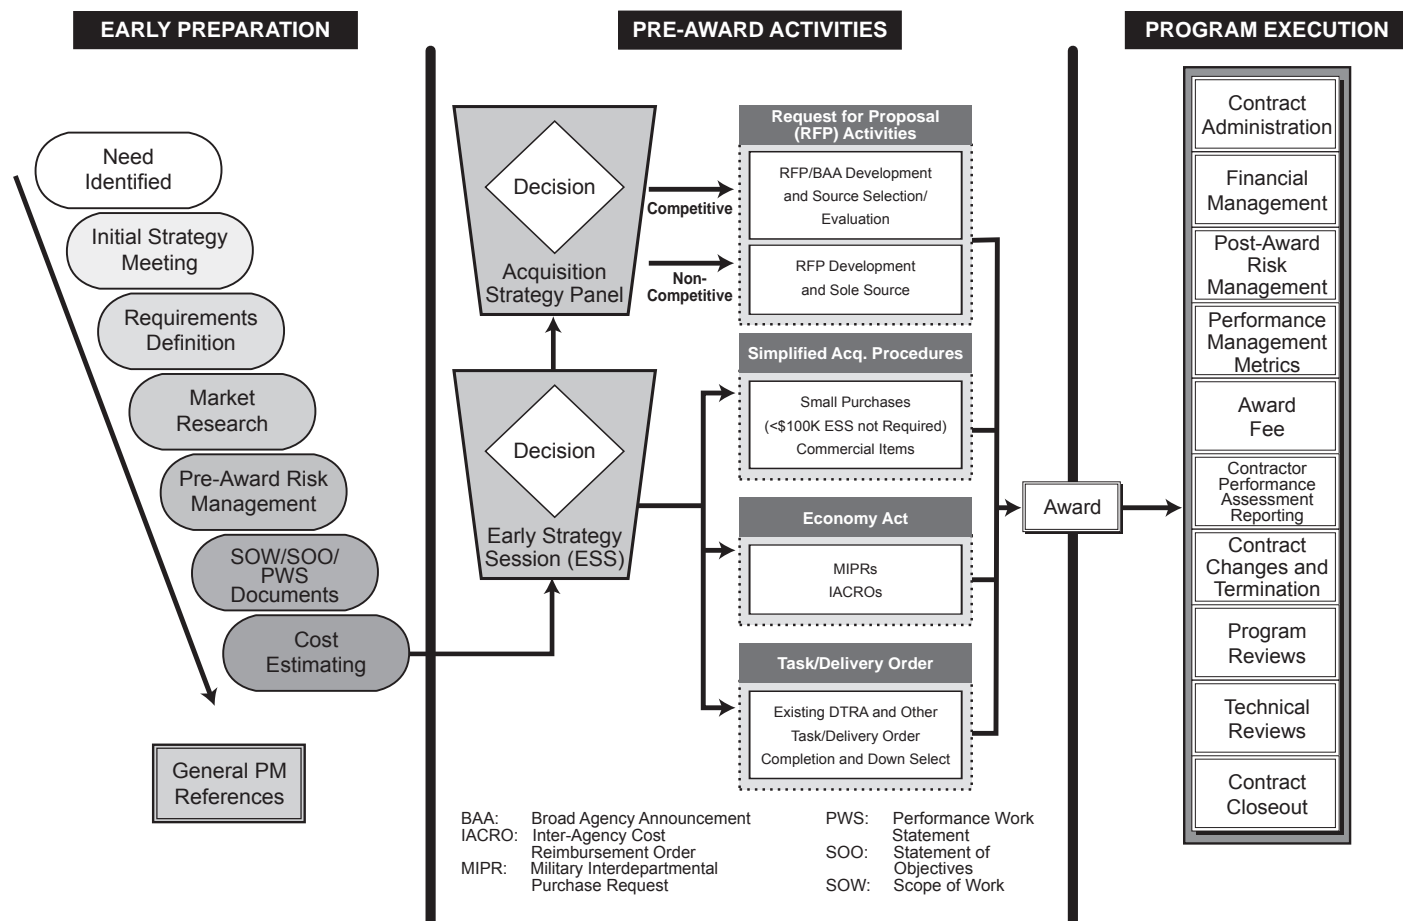 EARLY PREPARATION
PRE-AWARD ACTIVITIES
PROGRAM EXECUTION
Need
Identified
Initial Strategy
Meeting
Requirements
Definition
Market
Research
Pre-Award Risk
Management
SOW/SOO/
PWS
Documents
Cost
Estimating
General PM
References
Decision
Acquisition
Strategy Panel
Decision
Early Strategy
Session (ESS)
Competitive
Non-
Competitive
Request for Proposal
(RFP) Activities
RFP/BAA Development
and Source Selection/
Evaluation
RFP Development
and Sole Source
Simplified Acq. Procedures
Small Purchases
(<$100K ESS not Required)
Commercial Items
Economy Act
MIPRs
IACROs
Task/Delivery Order
Existing DTRA and Other
Task/Delivery Order
Completion and Down Select
BAA: Broad Agency Announcement
IACRO: Inter-Agency Cost
Reimbursement Order
MIPR: Military Interdepartmental
Purchase Request
PWS: Performance Work
Statement
SOO: Statement of
Objectives
SOW: Scope of Work
Award
Contract
Administration
Financial
Management
Post-Award
Risk
Management
Performance
Management
Metrics
Award
Fee
Contractor
Performance
Assessment
Reporting
Contract
Changes and
Termination
Program
Reviews
Technical
Reviews
Contract
Closeout